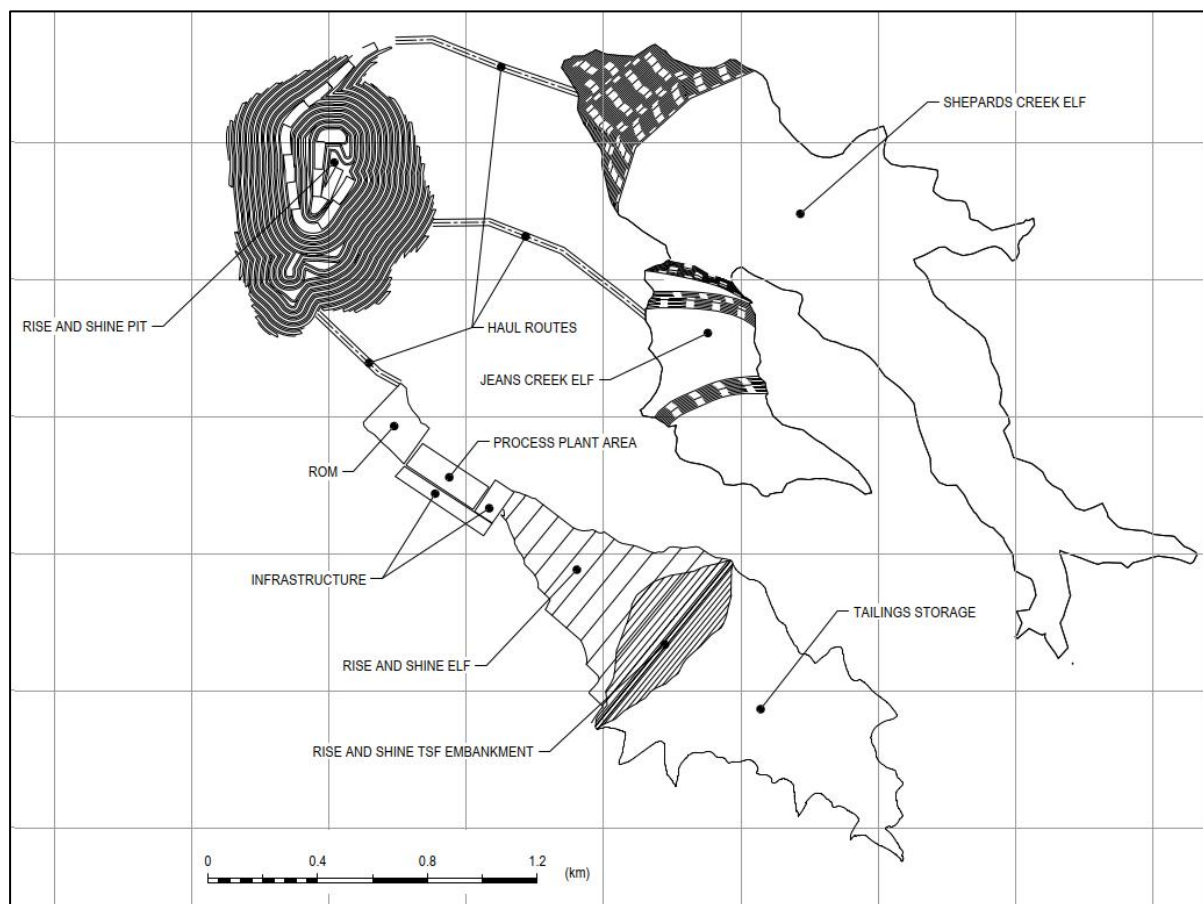 SHEPARDS CREEK ELF
RISE AND SHINE PIT
HAUL ROUTES
JEANS CREEK ELF
PROCESS PLANT AREA
ROM
INFRASTRUCTURE
TAILINGS STORAGE
RISE AND SHINE ELF
RISE AND SHINE TSF EMBANKMENT
0 0.4 0.8 1.2
(km)